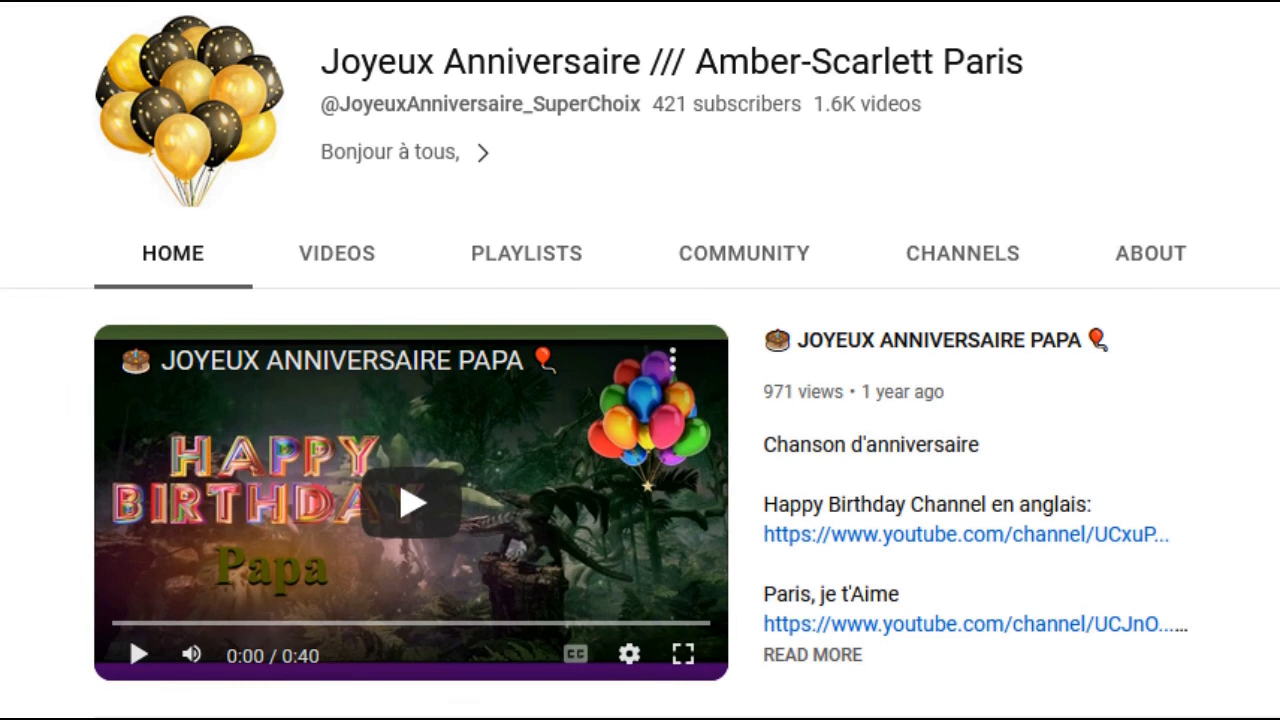 Joyeux Anniversaire /// Amber-Scarlett Paris
@JoyeuxAnniversaire_SuperChoix 421 subscribers 1.6K videos
Bonjour à tous,
HOME VIDEOS PLAYLISTS COMMUNITY CHANNELS ABOUT
JOYEUX ANNIVERSAIRE PAPA
HAPPY
BIRTHDAY
Papa
0:00 / 0:40
CC
JOYEUX ANNIVERSAIRE PAPA
971 views • 1 year ago
Chanson d'anniversaire
Happy Birthday Channel en anglais:
https://www.youtube.com/channel/UCxuP...
Paris, je t'Aime
https://www.youtube.com/channel/UCJnO......
READ MORE